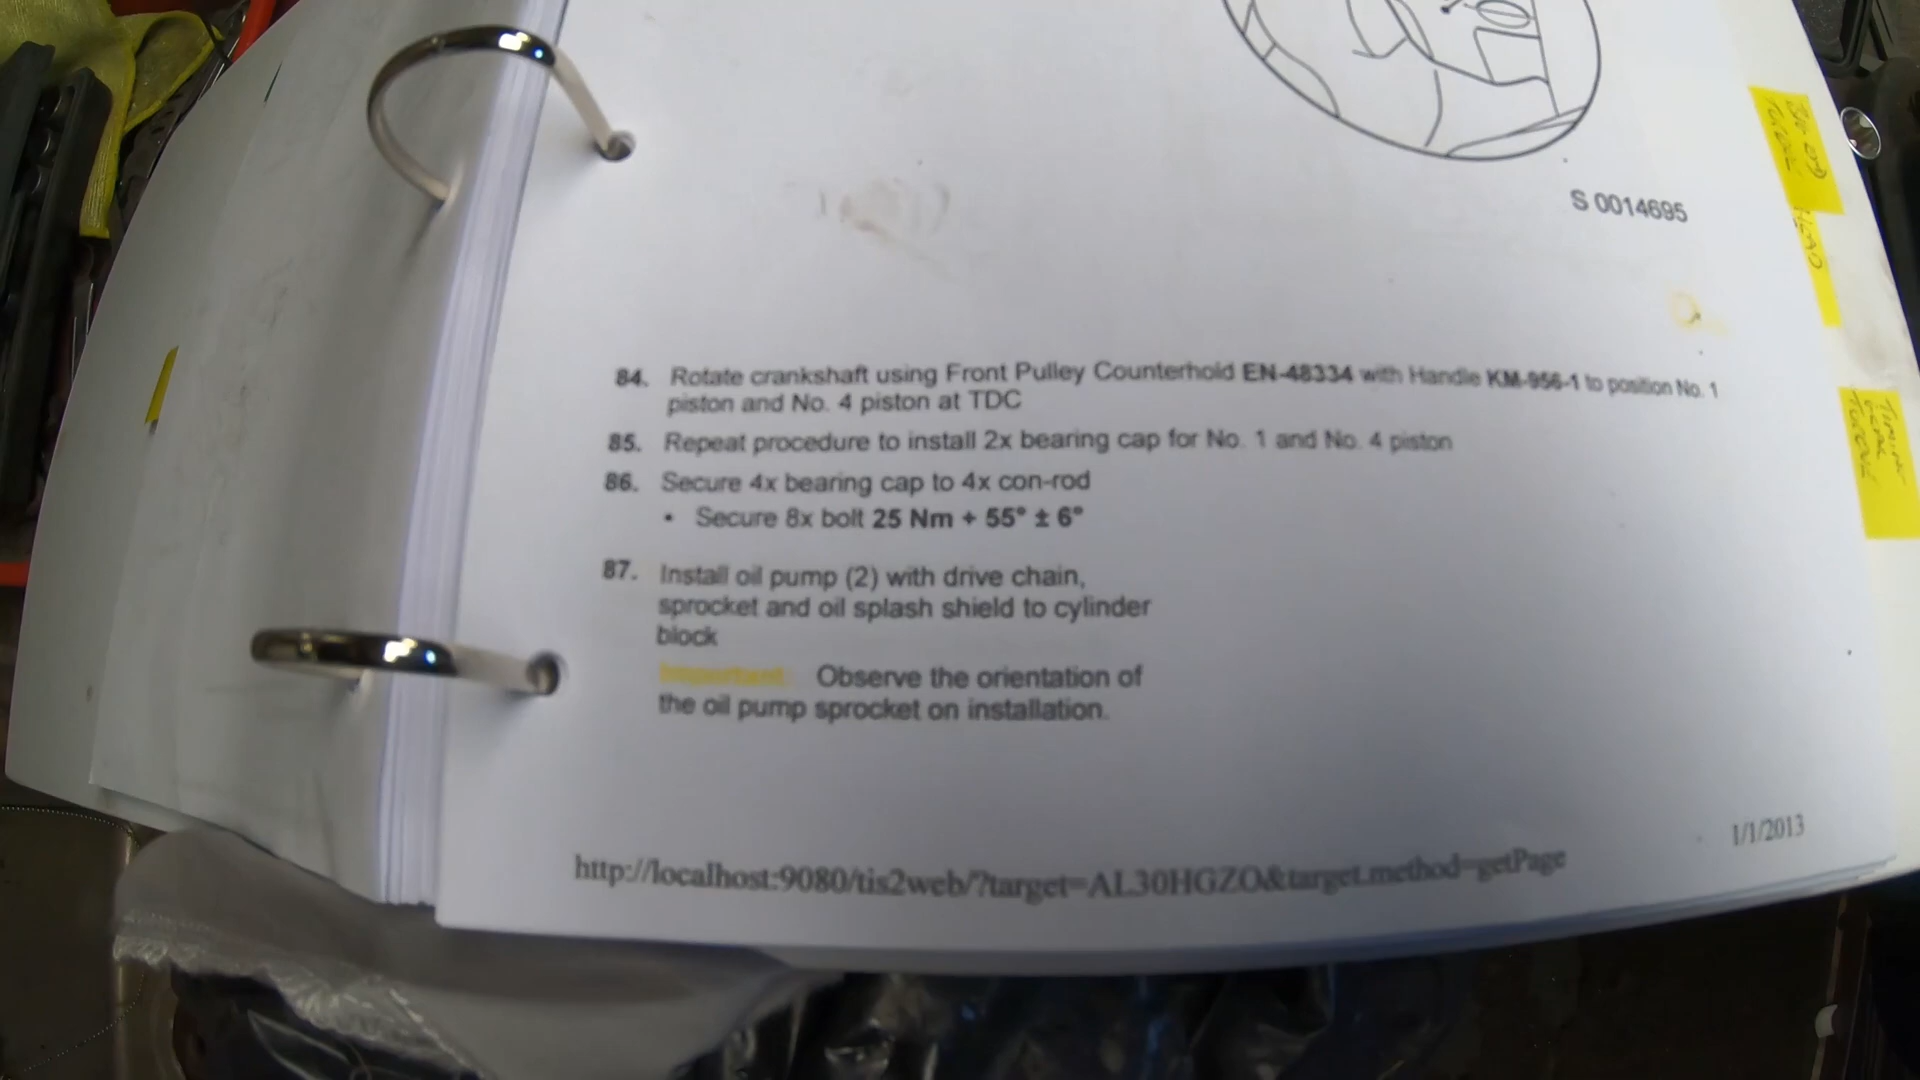 S 0014695
84. Rotate crankshaft using Front Pulley Counterhold EN-48334 with Handle KM-956-1 to position No. 1
piston and No. 4 piston at TDC
85. Repeat procedure to install 2x bearing cap for No. 1 and No. 4 piston
86. Secure 4x bearing cap to 4x con-rod
• Secure 8x bolt 25 Nm + 55° ± 6°
87. Install oil pump (2) with drive chain,
sprocket and oil splash shield to cylinder
block
Important: Observe the orientation of
the oil pump sprocket on installation.
http://localhost:9080/tis2web/?target=AL30HGZO&target.method=getPage
1/1/2013
HEAD
TORQUE